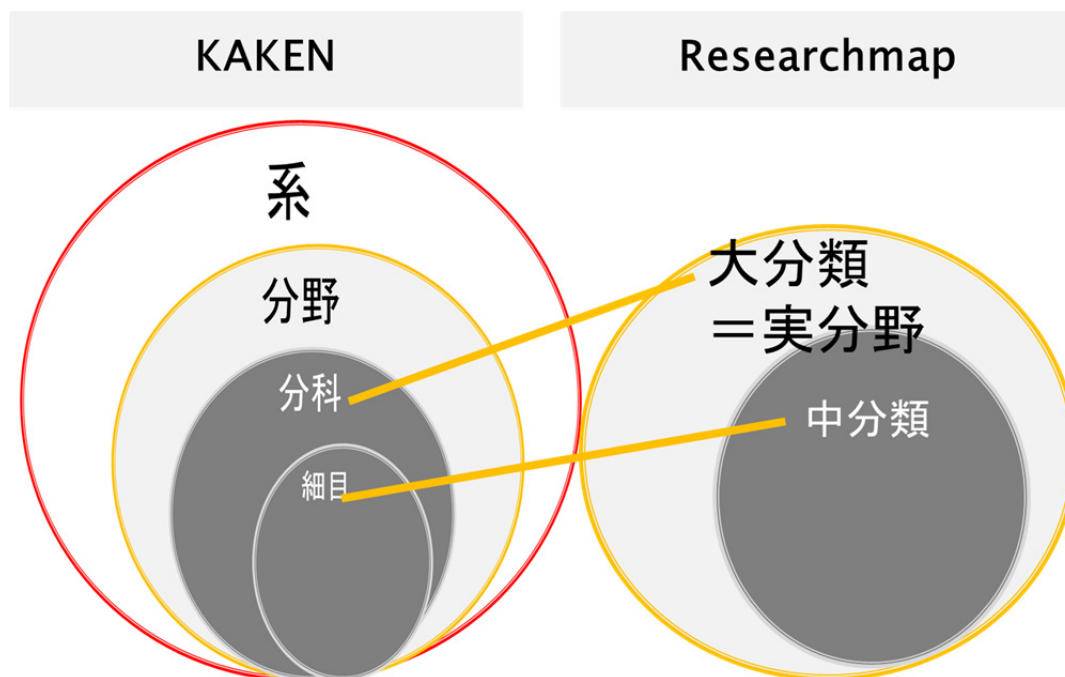 KAKEN
Researchmap
系
分野
分科
細目
大分類
＝実分野
中分類